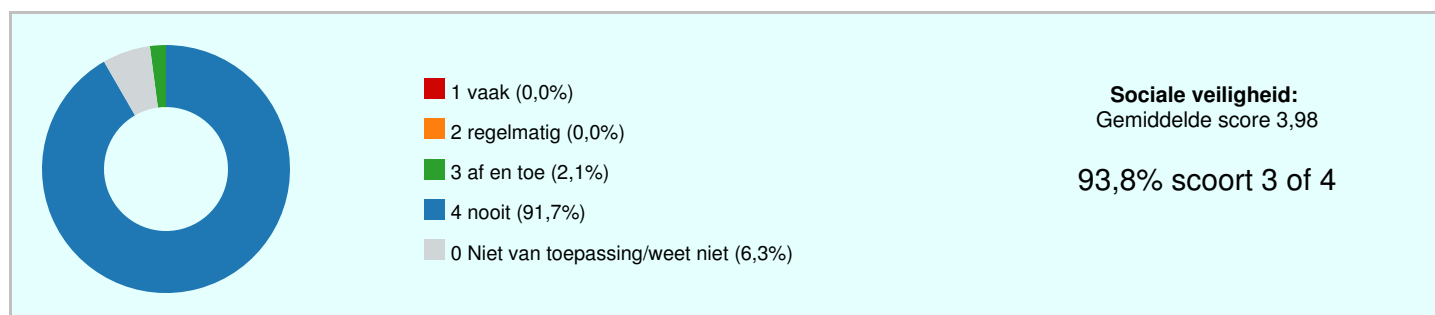 1 vaak (0,0%)
2 regelmatig (0,0%)
3 af en toe (2,1%)
4 nooit (91,7%)
0 Niet van toepassing/weet niet (6,3%)
Sociale veiligheid:
Gemiddelde score 3,98
93,8% scoort 3 of 4